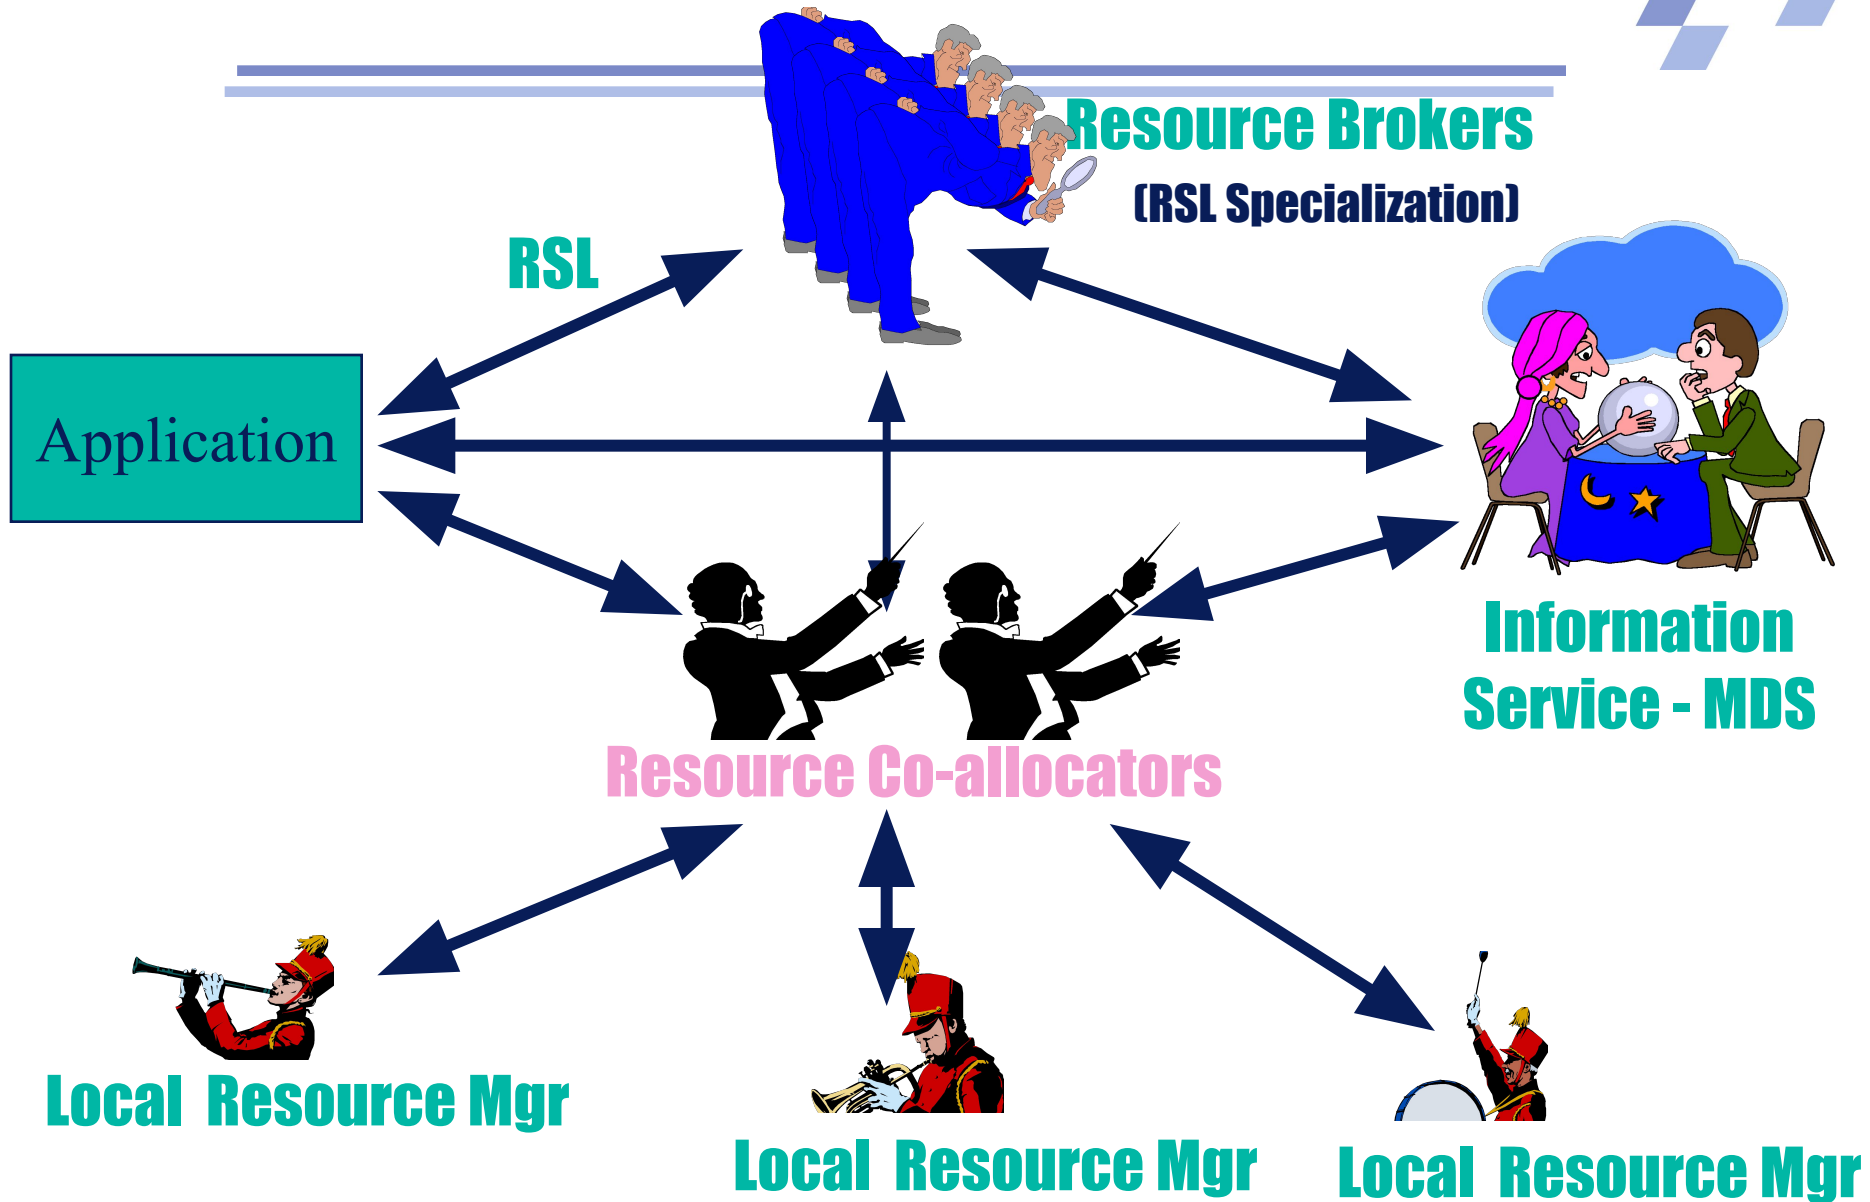 Resource Brokers
(RSL Specialization)
RSL
Application
Information
Service - MDS
Resource Co-allocators
Local Resource Mgr
Local Resource Mgr
Local Resource Mgr